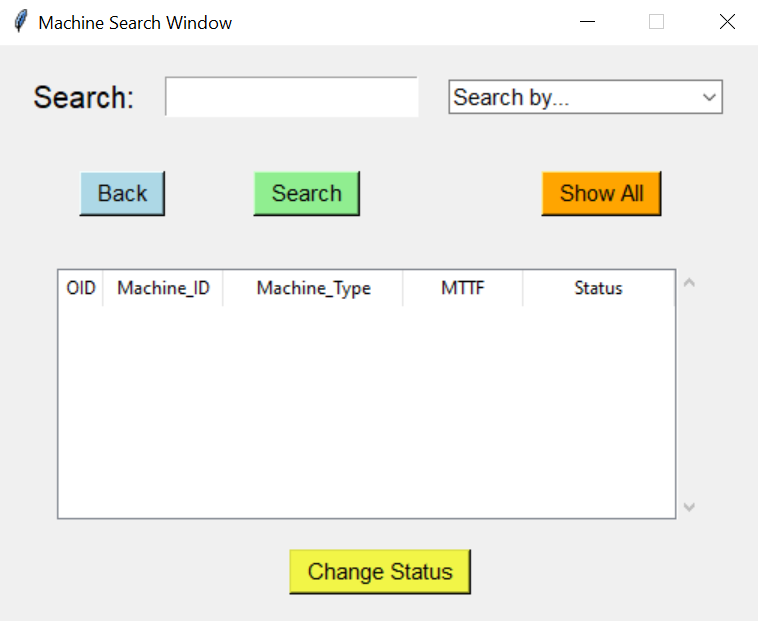 Machine Search Window
Search: Search by...
Back Search Show All
OID Machine_ID Machine_Type MTTF Status
Change Status